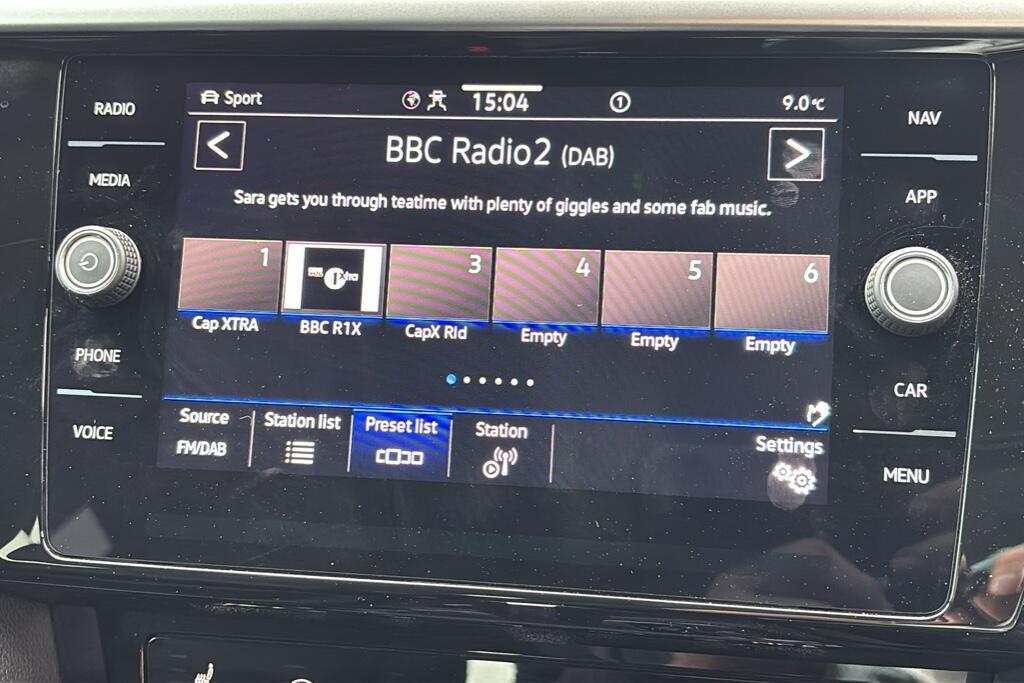 RADIO
MEDIA
PHONE
VOICE
Sport
15:04
1
9.0°C
<
BBC Radio2 (DAB)
>
Sara gets you through teatime with plenty of giggles and some fab music.
1
1Xtra
3
4
5
6
Cap XTRA
BBC R1X
CapX Rld
Empty
Empty
Empty
Source
FM/DAB
Station list
Preset list
Station
Settings
NAV
APP
CAR
MENU